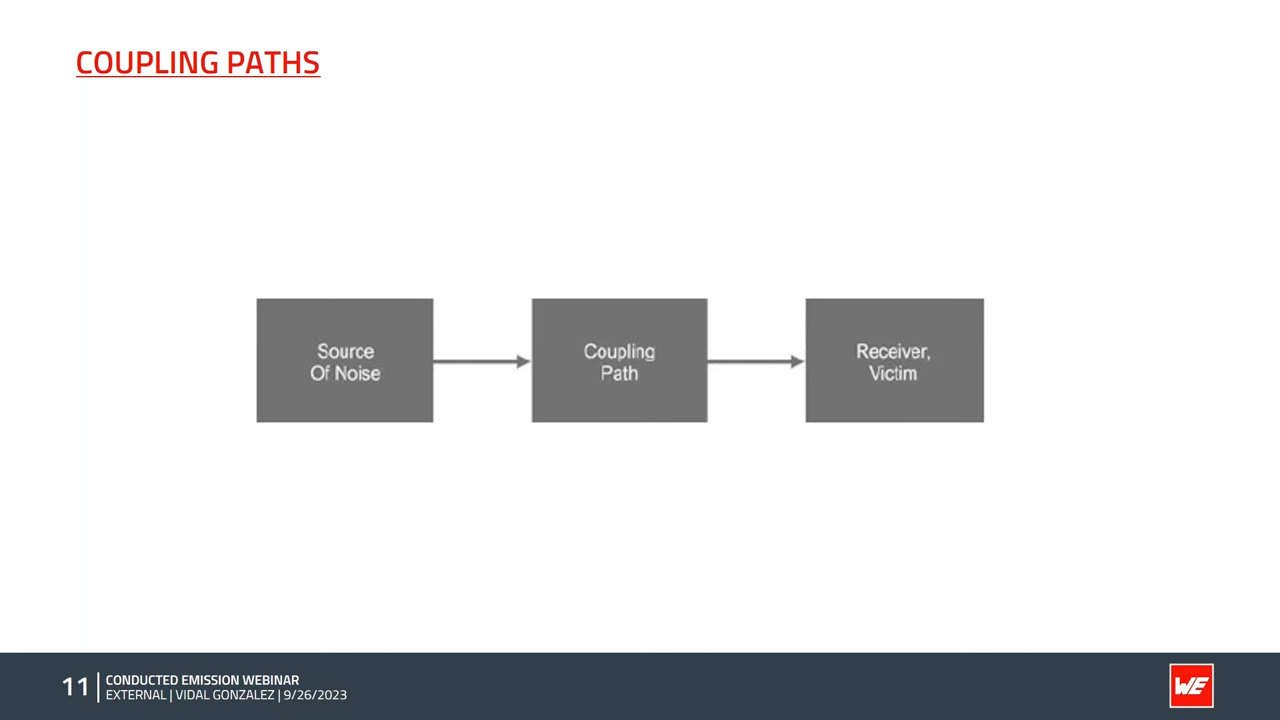 COUPLING PATHS
Source
Of Noise
Coupling
Path
Receiver,
Victim
11
CONDUCTED EMISSION WEBINAR
EXTERNAL | VIDAL GONZALEZ | 9/26/2023
WE